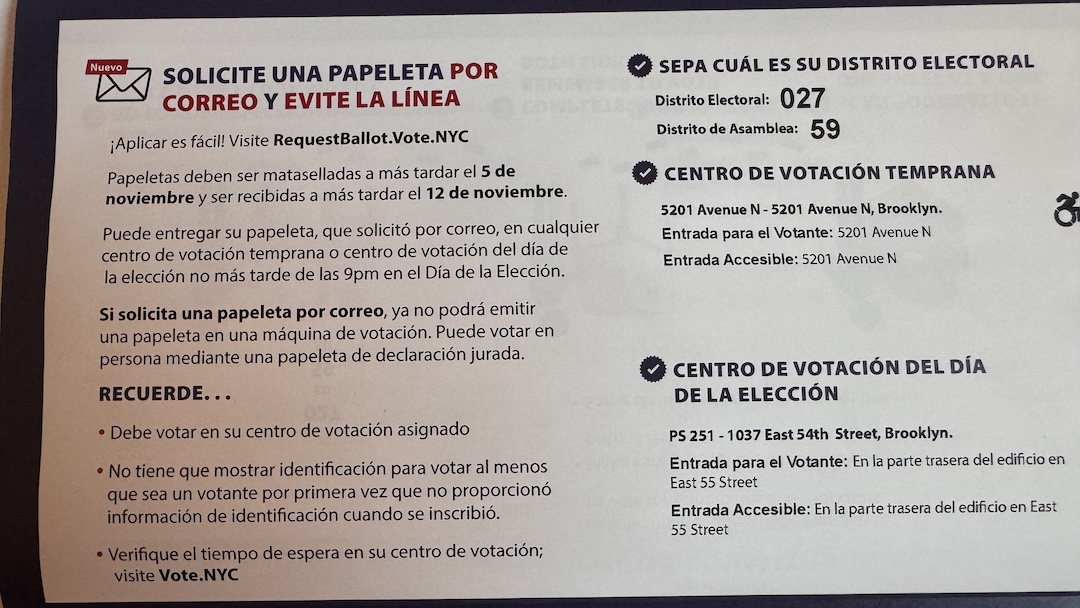 Nuevo
SOLICITE UNA PAPELETA POR
CORREO Y EVITE LA LÍNEA
¡Aplicar es fácil! Visite RequestBallot.Vote.NYC
Papeletas deben ser mataselladas a más tardar el 5 de
noviembre y ser recibidas a más tardar el 12 de noviembre.
Puede entregar su papeleta, que solicitó por correo, en cualquier
centro de votación temprana o centro de votación del día de
la elección no más tarde de las 9pm en el Día de la Elección.
Si solicita una papeleta por correo, ya no podrá emitir
una papeleta en una máquina de votación. Puede votar en
persona mediante una papeleta de declaración jurada.
RECUERDE...
• Debe votar en su centro de votación asignado
• No tiene que mostrar identificación para votar al menos
que sea un votante por primera vez que no proporcionó
información de identificación cuando se inscribió.
• Verifique el tiempo de espera en su centro de votación;
visite Vote.NYC
SEPA CUÁL ES SU DISTRITO ELECTORAL
Distrito Electoral: 027
Distrito de Asamblea: 59
CENTRO DE VOTACIÓN TEMPRANA
5201 Avenue N - 5201 Avenue N, Brooklyn.
Entrada para el Votante: 5201 Avenue N
Entrada Accesible: 5201 Avenue N
CENTRO DE VOTACIÓN DEL DÍA
DE LA ELECCIÓN
PS 251 - 1037 East 54th Street, Brooklyn.
Entrada para el Votante: En la parte trasera del edificio en
East 55 Street
Entrada Accesible: En la parte trasera del edificio en East
55 Street